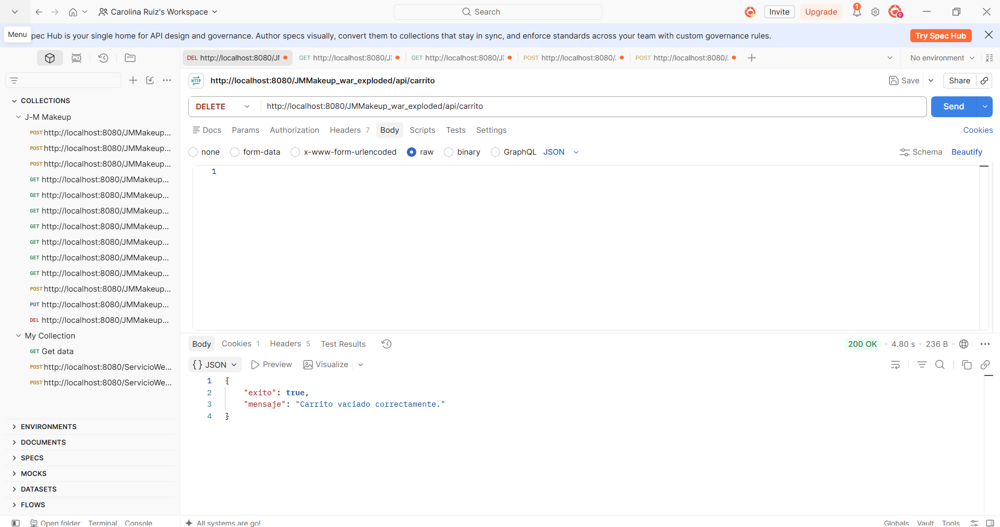 Carolina Ruiz's Workspace
Search
1
Invite
Upgrade
Menu
pec Hub is your single home for API design and governance. Author specs visually, convert them to collections that stay in sync, and enforce standards across your team with custom governance rules.
Try Spec Hub
DEL http://localhost:8080/JI
GET http://localhost:8080/J
GET http://localhost:8080/J
POST http://localhost:8080/
POST http://localhost:8080/
No environment
HTTP http://localhost:8080/JMMakeup_war_exploded/api/carrito
Save
Share
COLLECTIONS
J-M Makeup
POST http://localhost:8080/JMMakeup...
POST http://localhost:8080/JMMakeup...
POST http://localhost:8080/JMMakeup...
GET http://localhost:8080/JMMakeup...
GET http://localhost:8080/JMMakeup...
GET http://localhost:8080/JMMakeup...
GET http://localhost:8080/JMMakeup...
GET http://localhost:8080/JMMakeup...
GET http://localhost:8080/JMMakeup...
GET http://localhost:8080/JMMakeup...
POST http://localhost:8080/JMMakeup...
PUT http://localhost:8080/JMMakeup...
DEL http://localhost:8080/JMMakeup...
My Collection
GET Get data
POST http://localhost:8080/ServicioWe...
POST http://localhost:8080/ServicioWe...
ENVIRONMENTS
DOCUMENTS
SPECS
MOCKS
DATASETS
FLOWS
DELETE http://localhost:8080/JMMakeup_war_exploded/api/carrito
Send
Docs Params Authorization Headers 7 Body Scripts Tests Settings
Cookies
none form-data x-www-form-urlencoded raw binary GraphQL JSON
Schema Beautify
1
Body Cookies 1 Headers 5 Test Results
200 OK • 4.80 s • 236 B
{ } JSON Preview Visualize
1 {
2 "exito": true,
3 "mensaje": "Carrito vaciado correctamente."
4 }
Open folder Terminal Console
All systems are go!
Globals Vault Tools